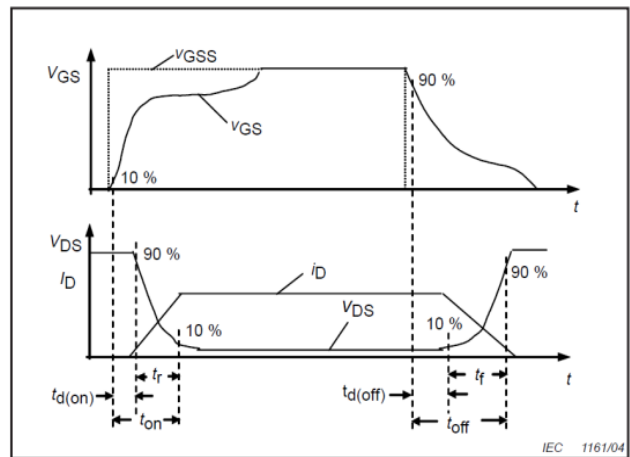 VGSS
VGS
90 %
VGS
10 %
t
VDS
ID
90 %
iD
VDS
90 %
10 %
10 %
tr
tf
t
td(on)
td(off)
ton
toff
IEC 1161/04